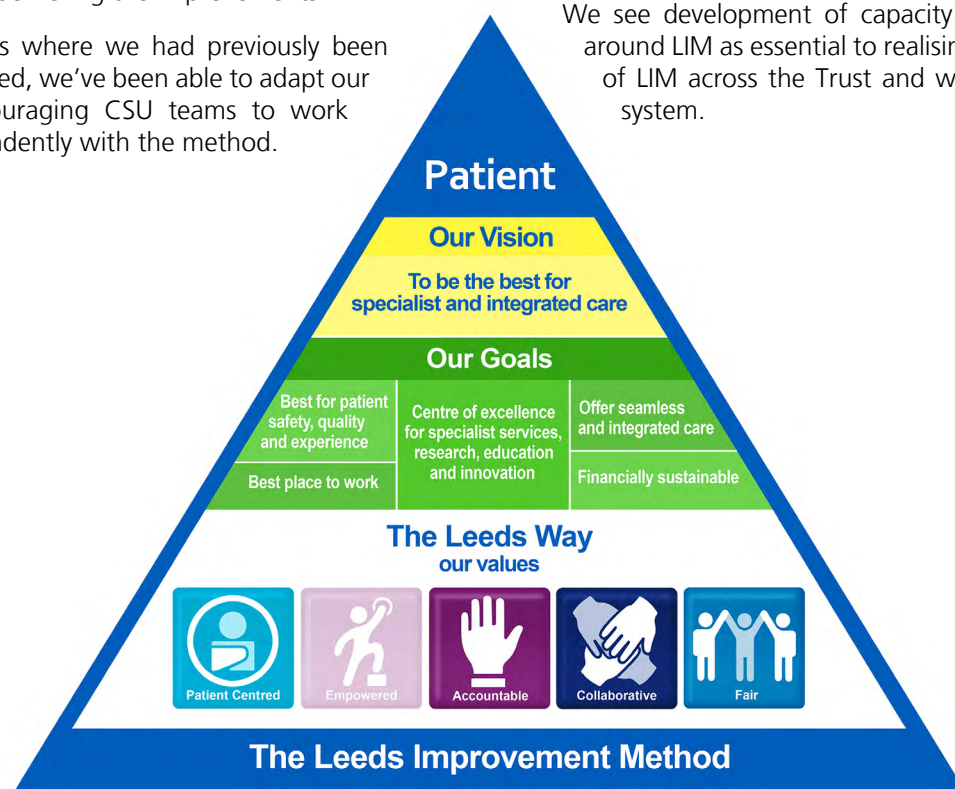 We see development of capacity
s where we had previously been
around LIM as essential to realisin
ed, we've been able to adapt our
of LIM across the Trust and w
ouraging CSU teams to work
system.
ndently with the method.
Patient
Our Vision
To be the best for
specialist and integrated care
Our Goals
Best for patient
safety, quality
and experience
Best place to work
Centre of excellence
for specialist services,
research, education
and innovation
Offer seamless
and integrated care
Financially sustainable
The Leeds Way
our values
Patient Centred
Empowered
Accountable
Collaborative
Fair
The Leeds Improvement Method